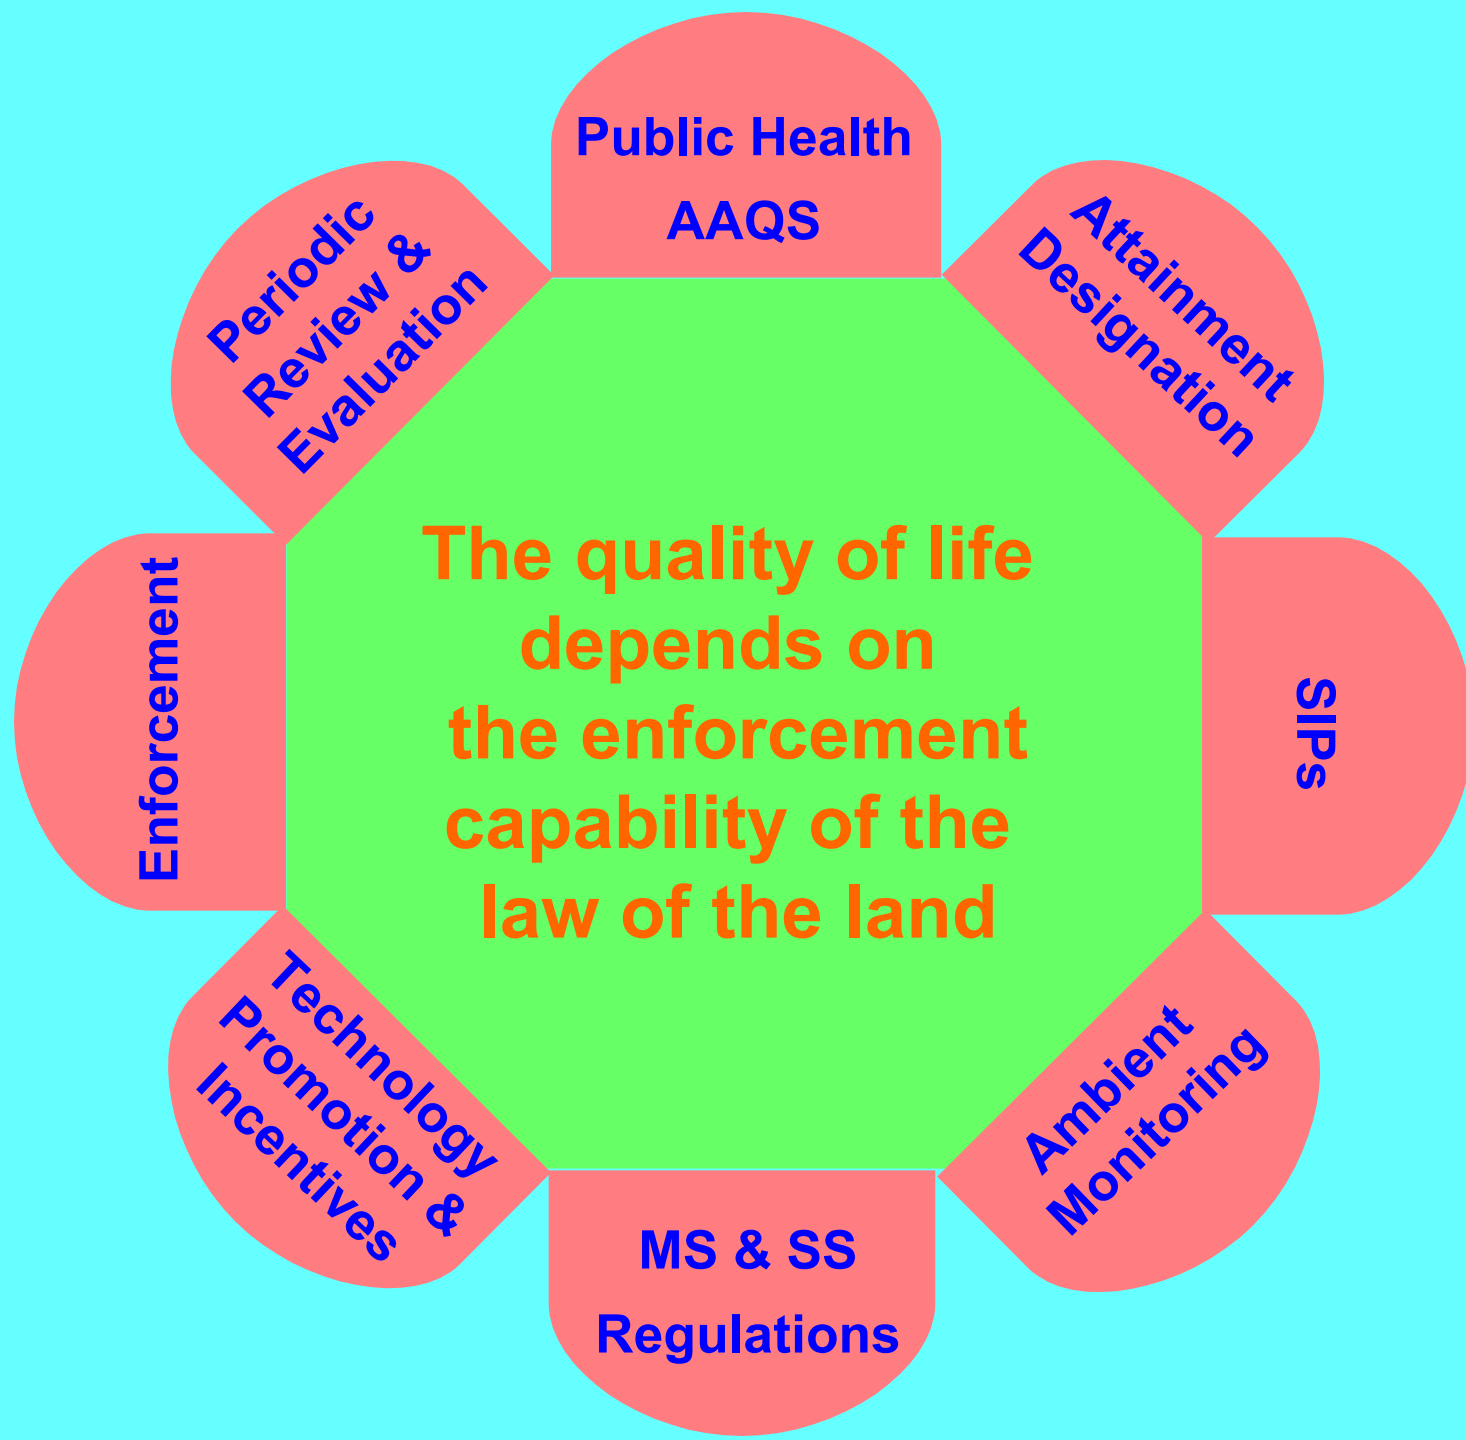 Public Health
AAQS
Attainment
Designation
SIPs
Ambient
Monitoring
MS & SS
Regulations
Technology
Promotion &
Incentives
Enforcement
Periodic
Review &
Evaluation
The quality of life
depends on
the enforcement
capability of the
law of the land